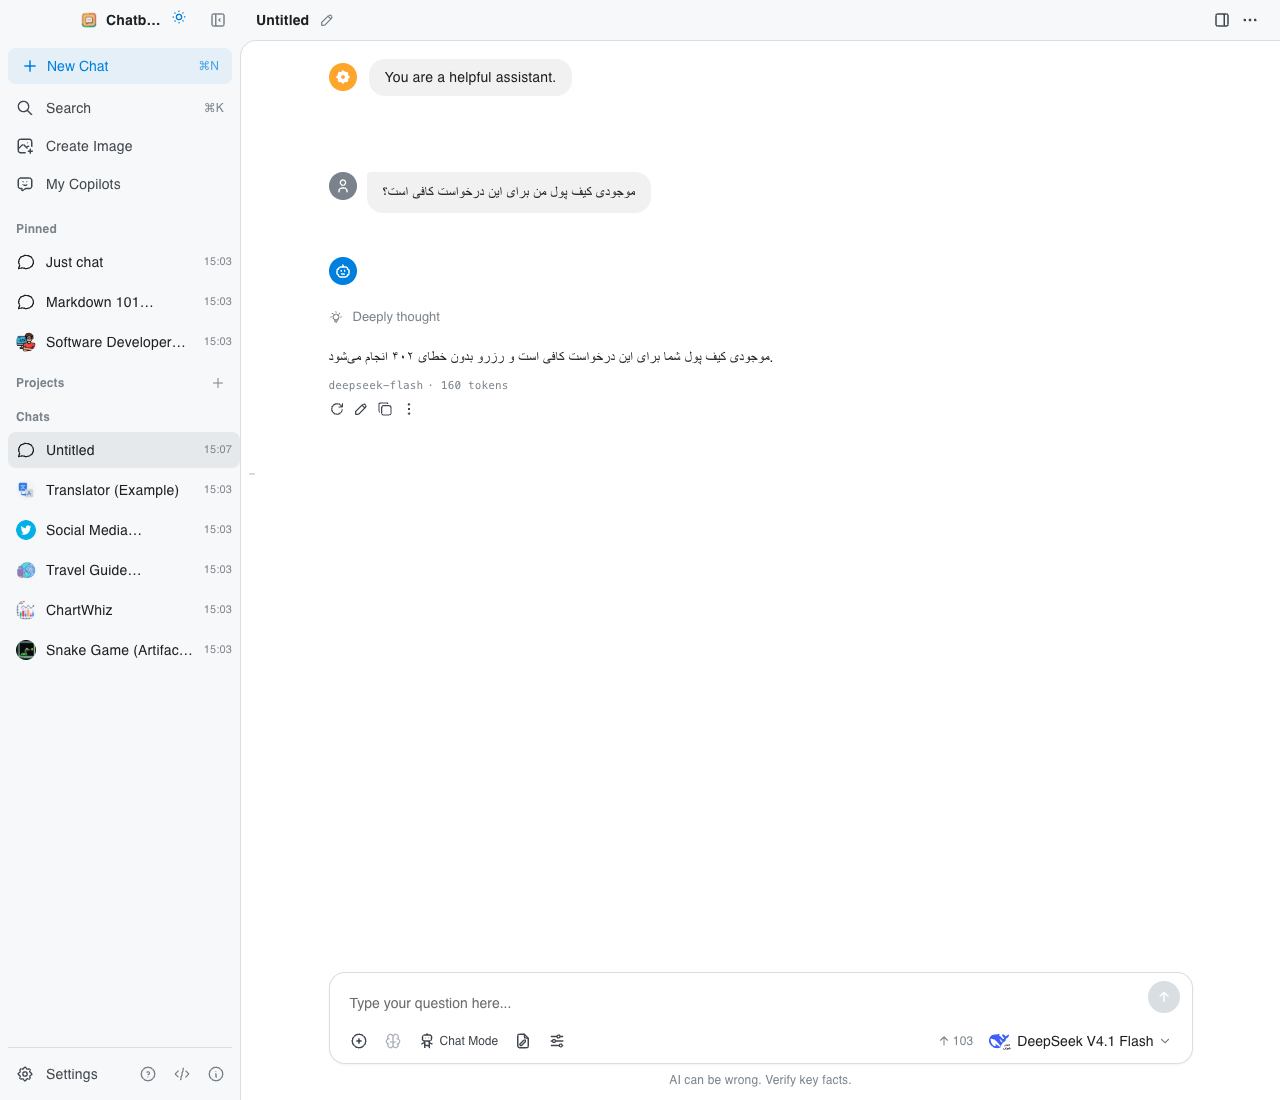 Chatb...
Untitled
New Chat ⌘N
Search ⌘K
Create Image
My Copilots
Pinned
Just chat 15:03
Markdown 101... 15:03
Software Developer... 15:03
Projects
Chats
Untitled 15:07
Translator (Example) 15:03
Social Media... 15:03
Travel Guide... 15:03
ChartWhiz 15:03
Snake Game (Artifac... 15:03
Settings
You are a helpful assistant.
موجودی کیف پول من برای این درخواست کافی است؟
Deeply thought
موجودی کیف پول شما برای این درخواست کافی است و رزرو بدون خطای ۴۰۲ انجام می‌شود.
deepseek-flash · 160 tokens
Type your question here...
Chat Mode
↑ 103
DeepSeek V4.1 Flash
AI can be wrong. Verify key facts.